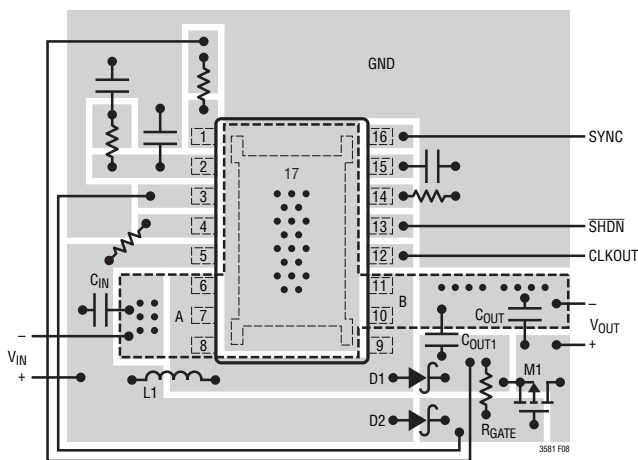 GND
1
16
SYNC
2
15
17
3
14
4
13
SHDN
5
12
CLKOUT
6
11
B
CIN
A
7
10
COUT
–
–
VOUT
8
9
COUT1
+
VIN
+
L1
D1
M1
D2
RGATE
3581 F08